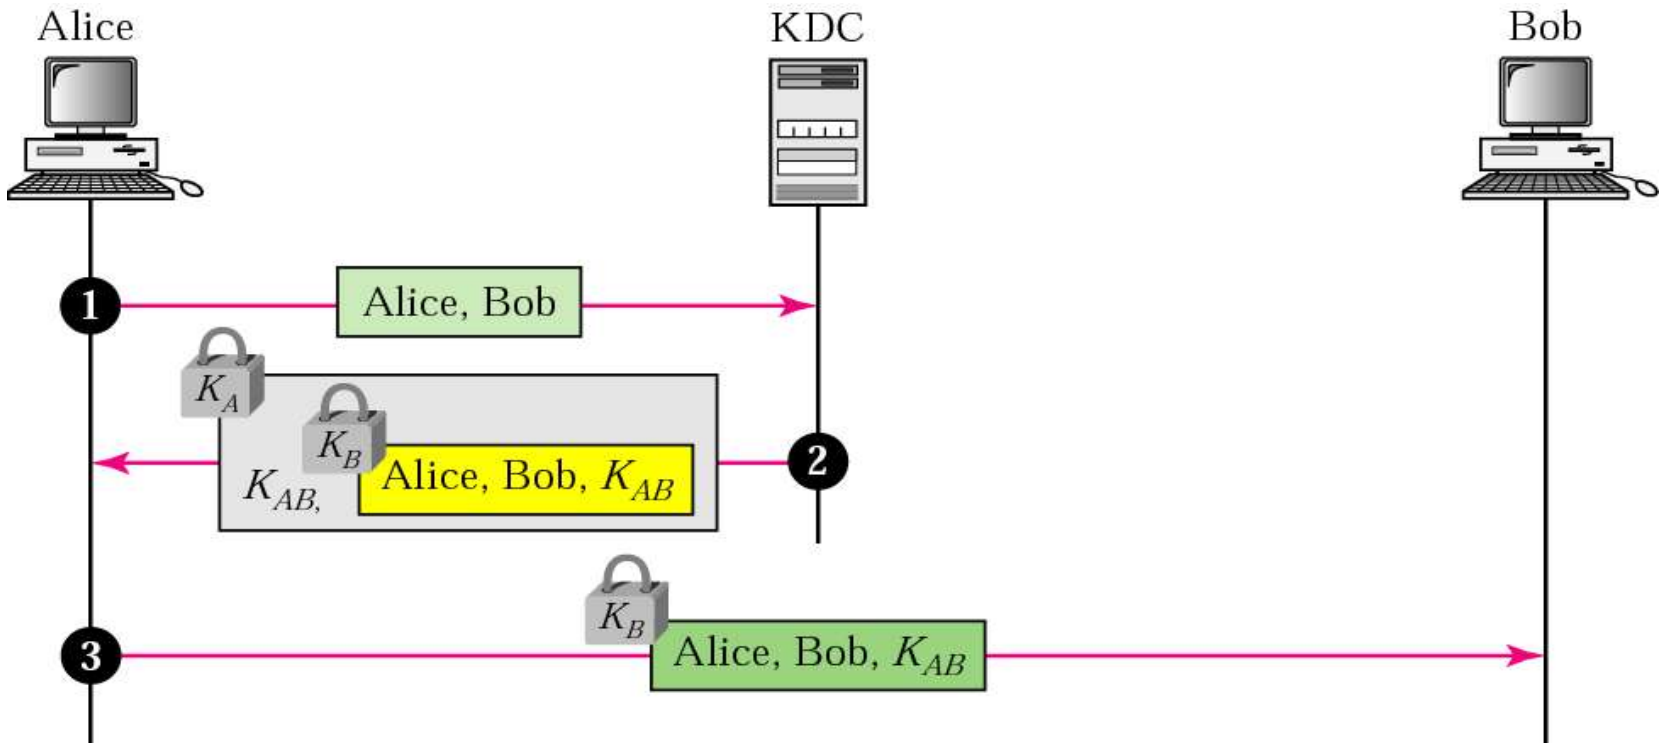 Alice
KDC
Bob
1
Alice, Bob
K_A
K_B
Alice, Bob, K_AB
K_AB,
2
K_B
3
Alice, Bob, K_AB